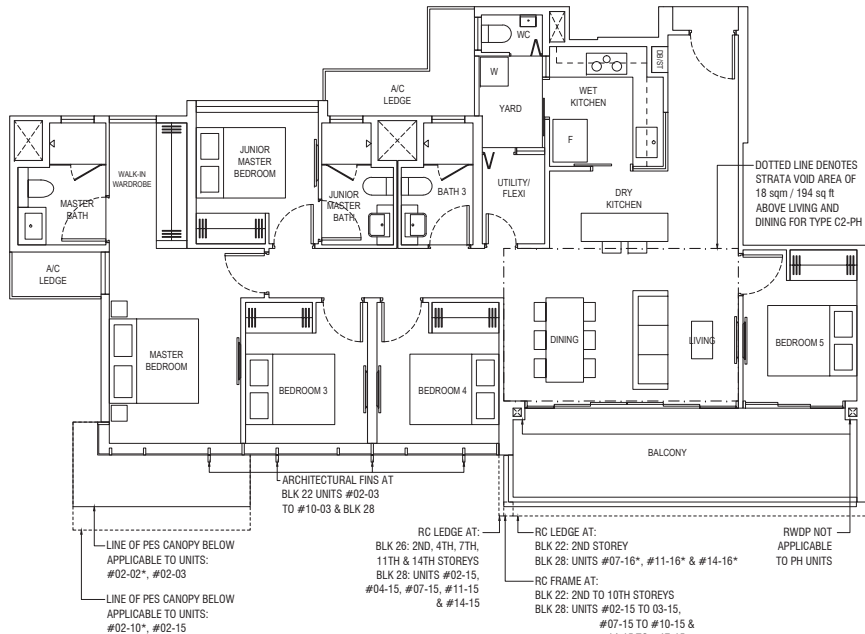 WC
A/C
LEDGE
W
YARD
WET
KITCHEN
F
DB/ST
JUNIOR
MASTER
BEDROOM
WALK-IN
WARDROBE
MASTER
BATH
JUNIOR
MASTER
BATH
BATH 3
UTILITY/
FLEXI
DRY
KITCHEN
DOTTED LINE DENOTES
STRATA VOID AREA OF
18 sqm / 194 sq ft
ABOVE LIVING AND
DINING FOR TYPE C2-PH
A/C
LEDGE
MASTER
BEDROOM
BEDROOM 3
BEDROOM 4
DINING
LIVING
BEDROOM 5
BALCONY
ARCHITECTURAL FINS AT
BLK 22 UNITS #02-03
TO #10-03 & BLK 28
LINE OF PES CANOPY BELOW
APPLICABLE TO UNITS:
#02-02*, #02-03
LINE OF PES CANOPY BELOW
APPLICABLE TO UNITS:
#02-10*, #02-15
RC LEDGE AT:
BLK 26: 2ND, 4TH, 7TH,
11TH & 14TH STOREYS
BLK 28: UNITS #02-15,
#04-15, #07-15, #11-15
& #14-15
RC LEDGE AT:
BLK 22: 2ND STOREY
BLK 28: UNITS #07-16*, #11-16* & #14-16*
RC FRAME AT:
BLK 22: 2ND TO 10TH STOREYS
BLK 28: UNITS #02-15 TO 03-15,
#07-15 TO #10-15 &
RWDP NOT
APPLICABLE
TO PH UNITS